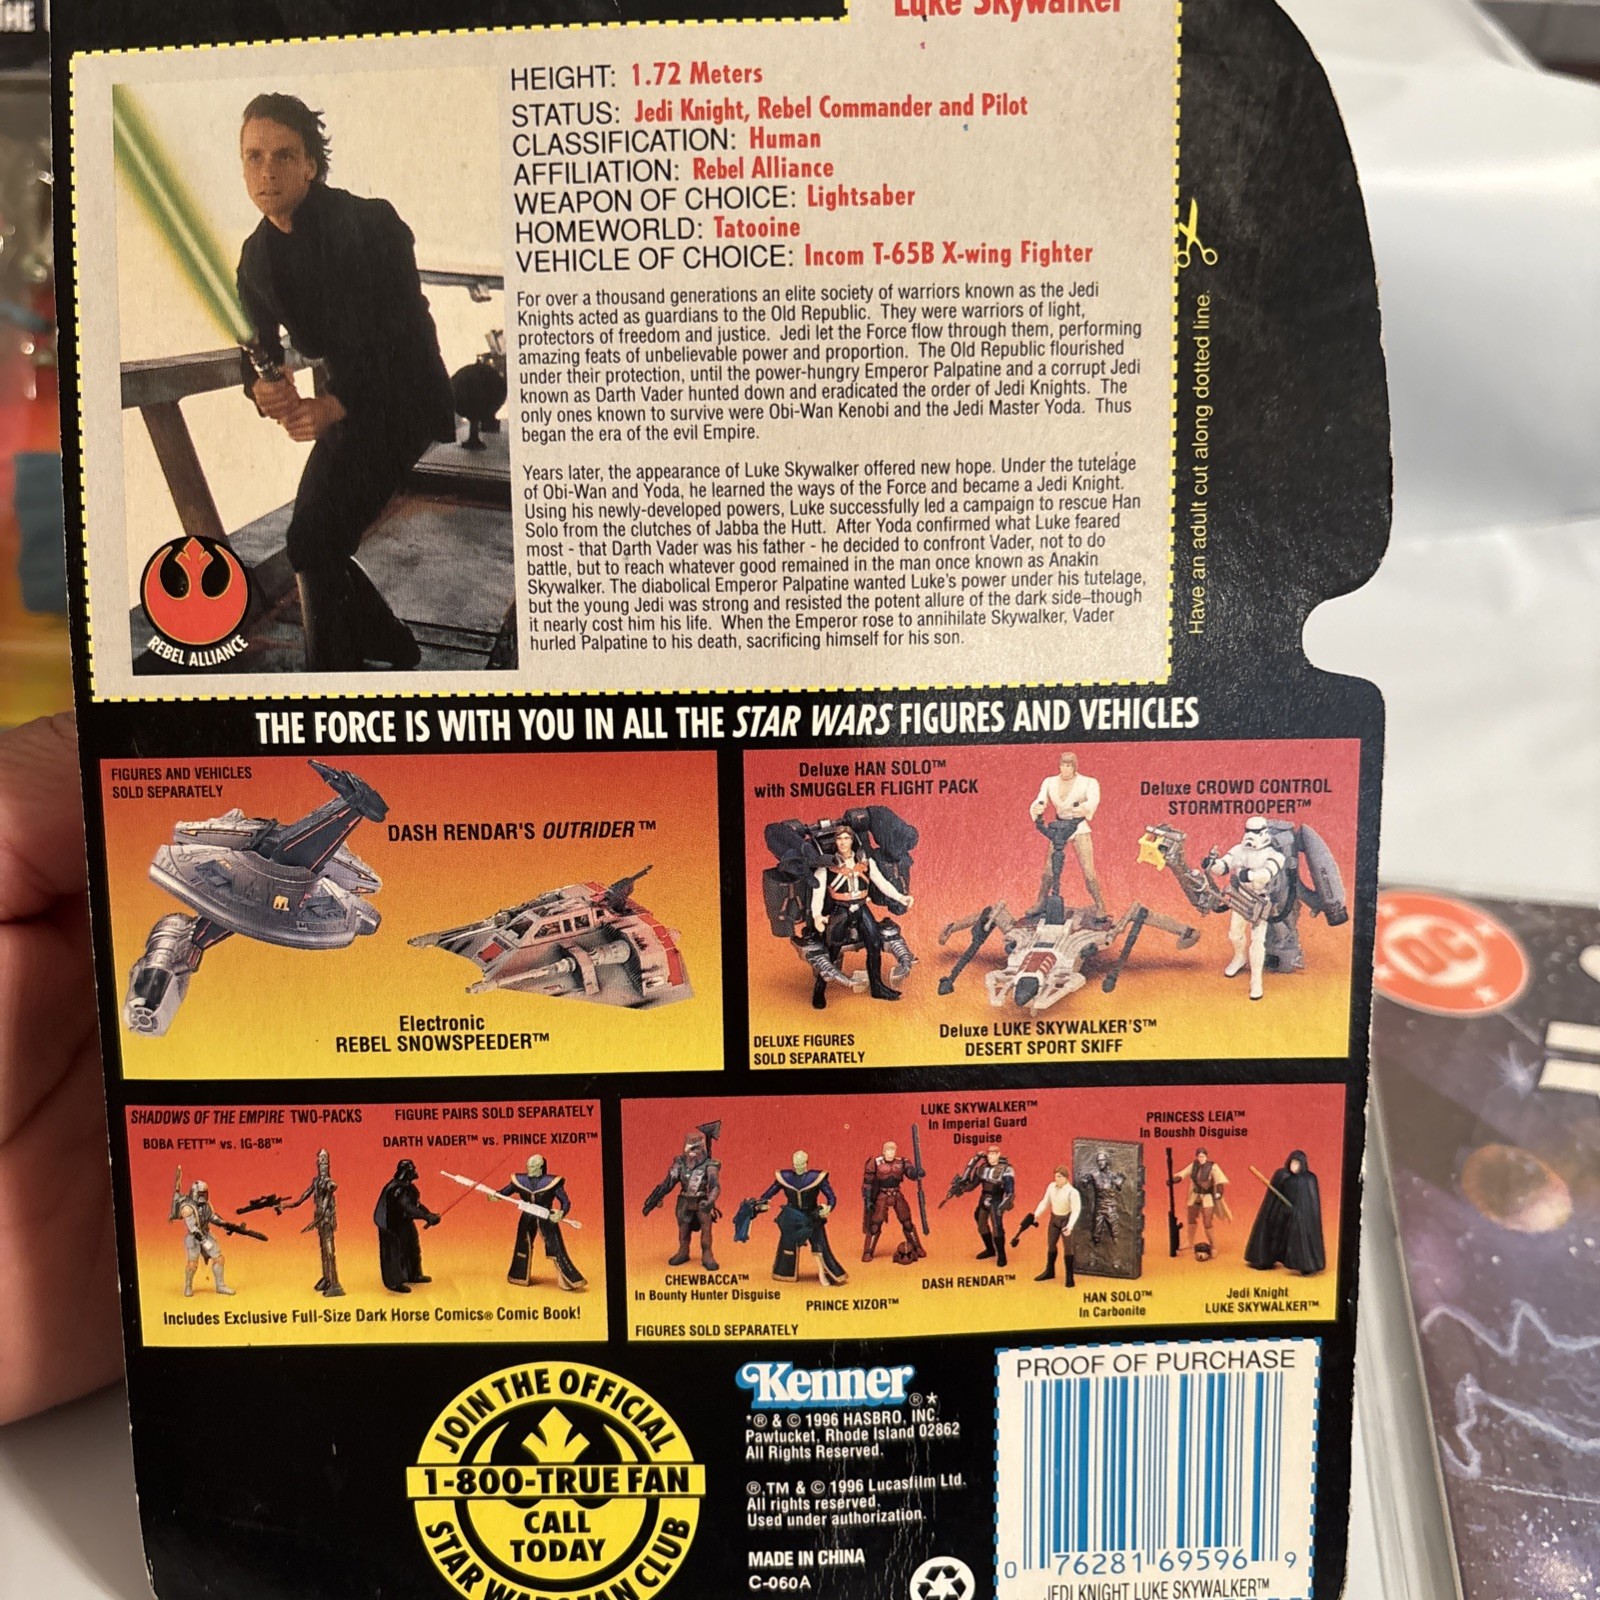 HE
Luke Skywalker
HEIGHT: 1.72 Meters
STATUS: Jedi Knight, Rebel Commander and Pilot
CLASSIFICATION: Human
AFFILIATION: Rebel Alliance
WEAPON OF CHOICE: Lightsaber
HOMEWORLD: Tatooine
VEHICLE OF CHOICE: Incom T-65B X-wing Fighter
For over a thousand generations an elite society of warriors known as the Jedi
Knights acted as guardians to the Old Republic. They were warriors of light,
protectors of freedom and justice. Jedi let the Force flow through them, performing
amazing feats of unbelievable power and proportion. The Old Republic flourished
under their protection, until the power-hungry Emperor Palpatine and a corrupt Jedi
known as Darth Vader hunted down and eradicated the order of Jedi Knights. The
only ones known to survive were Obi-Wan Kenobi and the Jedi Master Yoda. Thus
began the era of the evil Empire.
Years later, the appearance of Luke Skywalker offered new hope. Under the tutelage
of Obi-Wan and Yoda, he learned the ways of the Force and became a Jedi Knight.
Using his newly-developed powers, Luke successfully led a campaign to rescue Han
Solo from the clutches of Jabba the Hutt. After Yoda confirmed what Luke feared
most - that Darth Vader was his father - he decided to confront Vader, not to do
battle, but to reach whatever good remained in the man once known as Anakin
Skywalker. The diabolical Emperor Palpatine wanted Luke's power under his tutelage,
but the young Jedi was strong and resisted the potent allure of the dark side–though
it nearly cost him his life. When the Emperor rose to annihilate Skywalker, Vader
hurled Palpatine to his death, sacrificing himself for his son.
REBEL ALLIANCE
Have an adult cut along dotted line.
THE FORCE IS WITH YOU IN ALL THE STAR WARS FIGURES AND VEHICLES
FIGURES AND VEHICLES
SOLD SEPARATELY
DASH RENDAR'S OUTRIDER™
Electronic
REBEL SNOWSPEEDER™
Deluxe HAN SOLO™
with SMUGGLER FLIGHT PACK
Deluxe CROWD CONTROL
STORMTROOPER™
DELUXE FIGURES
SOLD SEPARATELY
Deluxe LUKE SKYWALKER'S™
DESERT SPORT SKIFF
DC
SHADOWS OF THE EMPIRE TWO-PACKS
FIGURE PAIRS SOLD SEPARATELY
BOBA FETT™ vs. IG-88™
DARTH VADER™ vs. PRINCE XIZOR™
Includes Exclusive Full-Size Dark Horse Comics® Comic Book!
LUKE SKYWALKER™
In Imperial Guard
Disguise
PRINCESS LEIA™
In Boushh Disguise
CHEWBACCA™
In Bounty Hunter Disguise
PRINCE XIZOR™
DASH RENDAR™
HAN SOLO™
In Carbonite
Jedi Knight
LUKE SKYWALKER™
FIGURES SOLD SEPARATELY
JOIN THE OFFICIAL
1-800-TRUE FAN
CALL
TODAY
STAR WARS FAN CLUB
Kenner®*
*® & © 1996 HASBRO, INC.
Pawtucket, Rhode Island 02862
All Rights Reserved.
®,TM & © 1996 Lucasfilm Ltd.
All rights reserved.
Used under authorization.
MADE IN CHINA
C-060A
PROOF OF PURCHASE
0 76281 69596 9
JEDI KNIGHT LUKE SKYWALKER™